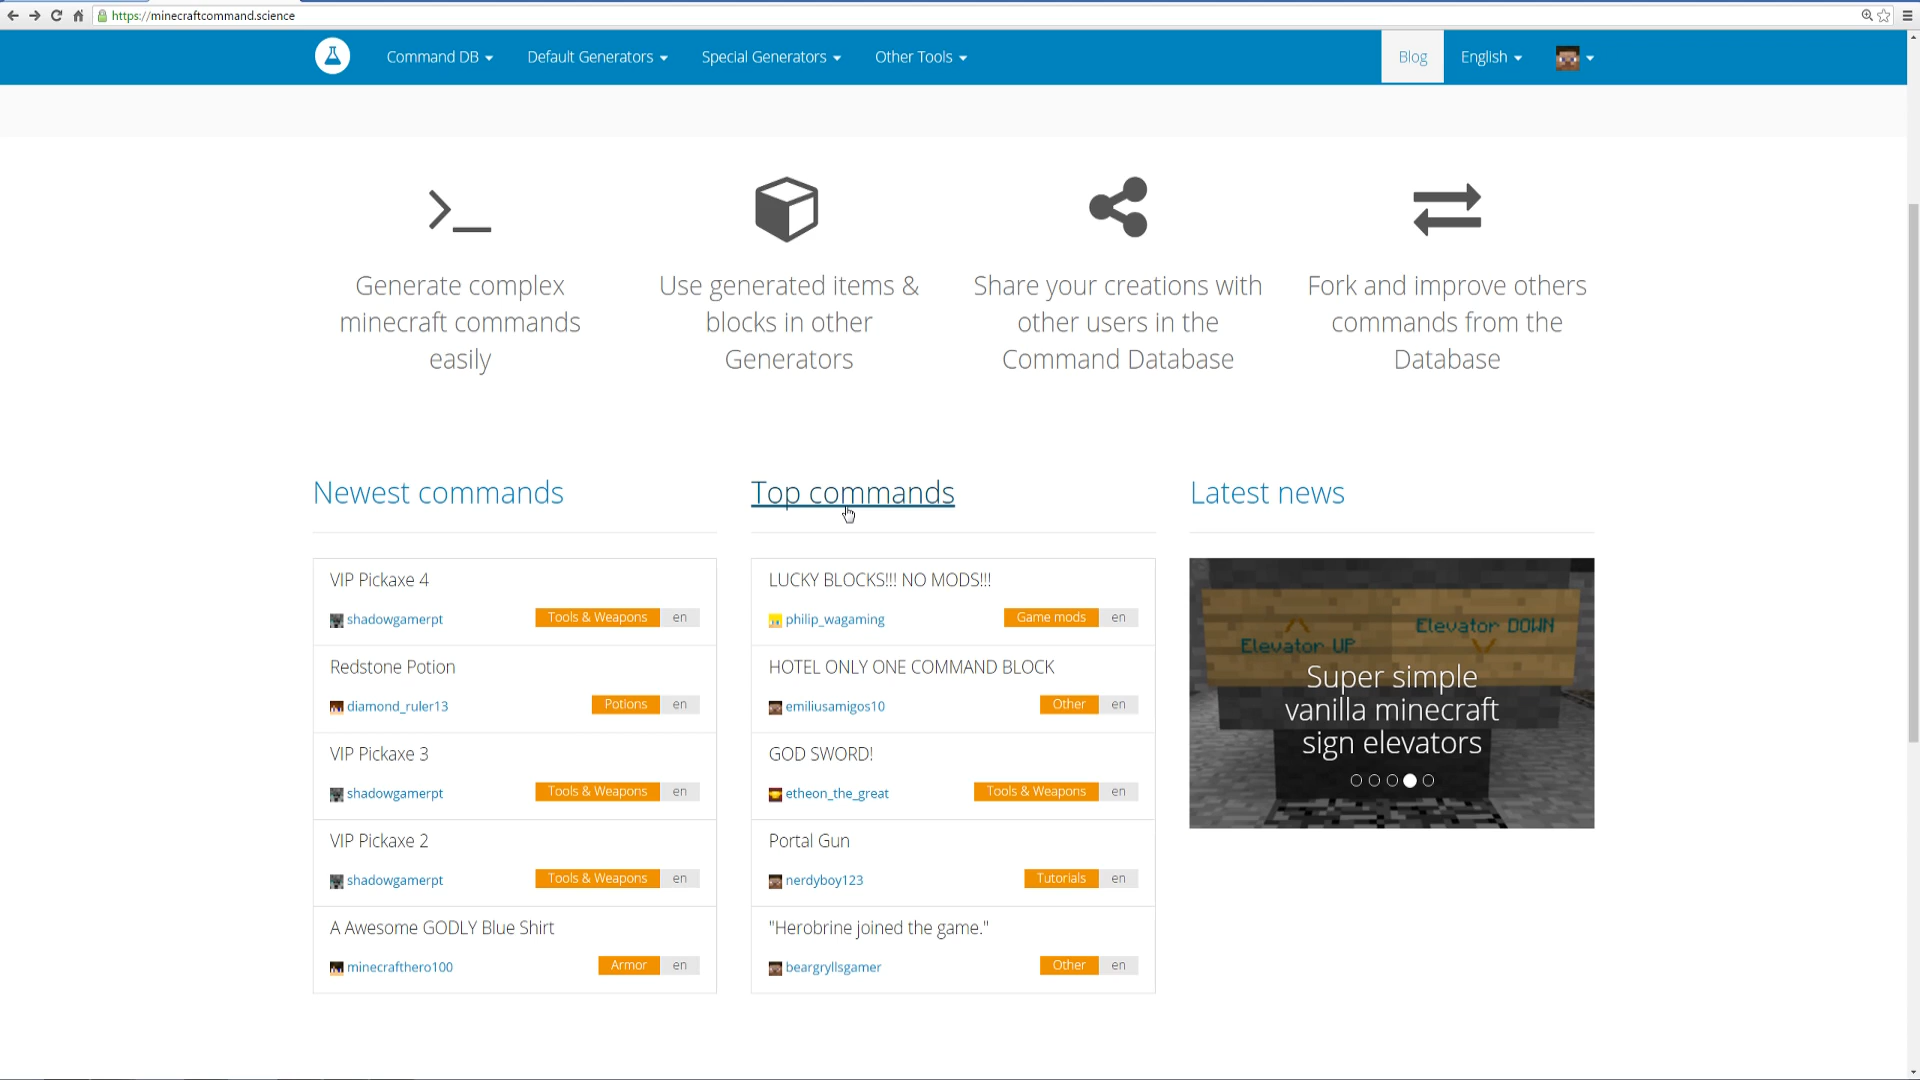 https://minecraftcommand.science
Command DB
Default Generators
Special Generators
Other Tools
Blog
English
Generate complex
minecraft commands
easily
Use generated items &
blocks in other
Generators
Share your creations with
other users in the
Command Database
Fork and improve others
commands from the
Database
Newest commands
VIP Pickaxe 4
shadowgamerpt
Tools & Weapons en
Redstone Potion
diamond_ruler13
Potions en
VIP Pickaxe 3
shadowgamerpt
Tools & Weapons en
VIP Pickaxe 2
shadowgamerpt
Tools & Weapons en
A Awesome GODLY Blue Shirt
minecrafthero100
Armor en
Top commands
LUCKY BLOCKS!!! NO MODS!!!
philip_wagaming
Game mods en
HOTEL ONLY ONE COMMAND BLOCK
emiliusamigos10
Other en
GOD SWORD!
etheon_the_great
Tools & Weapons en
Portal Gun
nerdyboy123
Tutorials en
"Herobrine joined the game."
beargryllsgamer
Other en
Latest news
Elevator UP
Elevator DOWN
Super simple
vanilla minecraft
sign elevators